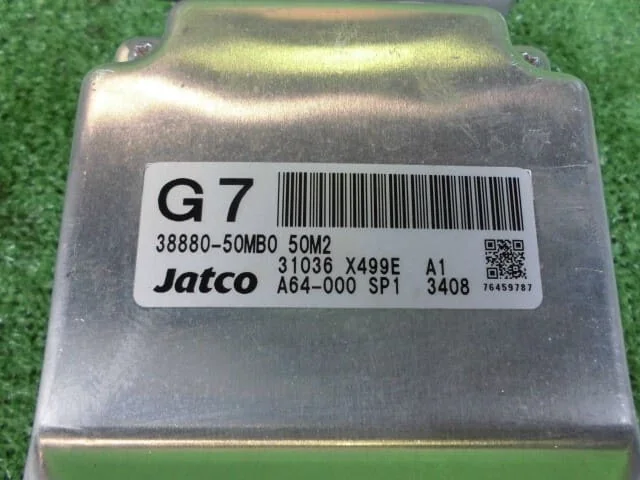 G7
38880-50MB0 50M2
31036 X499E A1
Jatco A64-000 SP1 3408
76459787